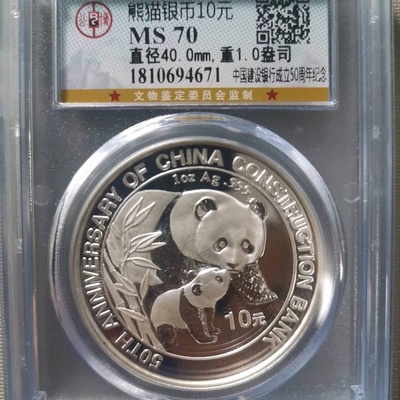 熊猫银币10元
MS 70
直径40.0mm,重1.0盎司
1810694671 中国建设银行成立50周年纪念
★ 文物鉴定委员会监制 ★
50TH ANNIVERSARY OF CHINA CONSTRUCTION BANK
1oz Ag .999
10元